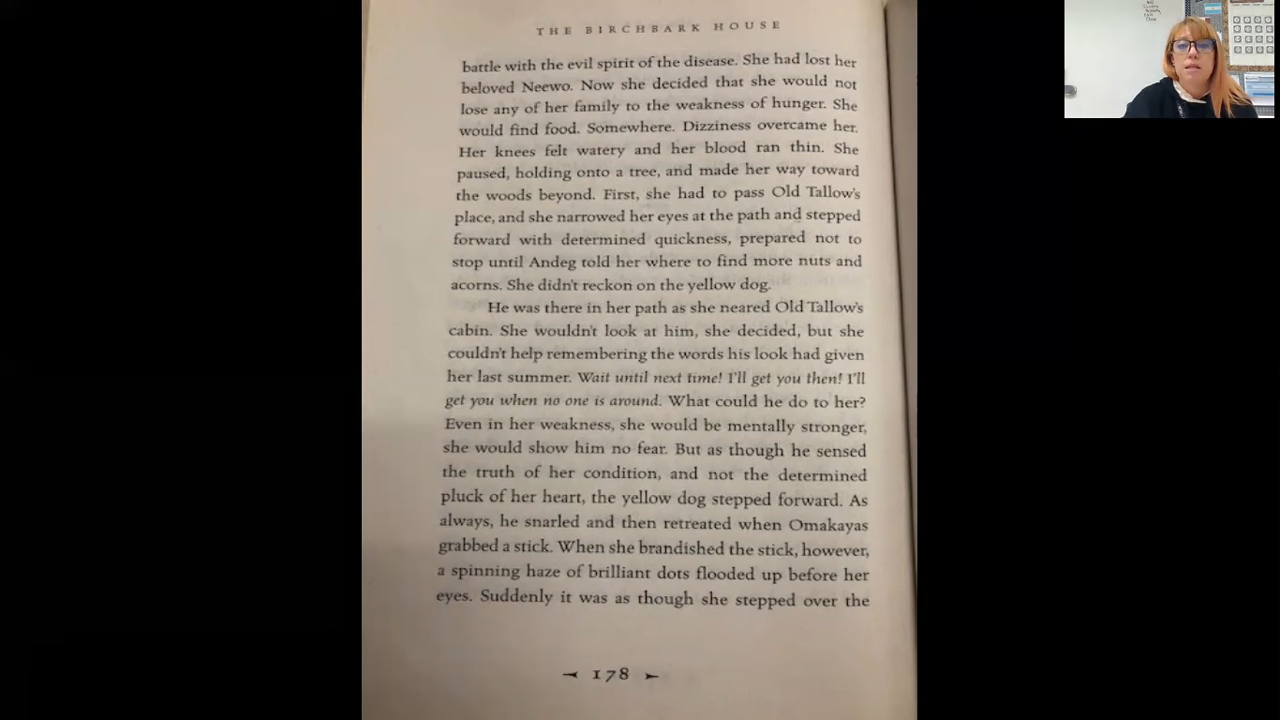 THE BIRCHBARK HOUSE
battle with the evil spirit of the disease. She had lost her
beloved Neewo. Now she decided that she would not
lose any of her family to the weakness of hunger. She
would find food. Somewhere. Dizziness overcame her.
Her knees felt watery and her blood ran thin. She
paused, holding onto a tree, and made her way toward
the woods beyond. First, she had to pass Old Tallow's
place, and she narrowed her eyes at the path and stepped
forward with determined quickness, prepared not to
stop until Andeg told her where to find more nuts and
acorns. She didn't reckon on the yellow dog.
He was there in her path as she neared Old Tallow's
cabin. She wouldn't look at him, she decided, but she
couldn't help remembering the words his look had given
her last summer. Wait until next time! I'll get you then! I'll
get you when no one is around. What could he do to her?
Even in her weakness, she would be mentally stronger,
she would show him no fear. But as though he sensed
the truth of her condition, and not the determined
pluck of her heart, the yellow dog stepped forward. As
always, he snarled and then retreated when Omakayas
grabbed a stick. When she brandished the stick, however,
a spinning haze of brilliant dots flooded up before her
eyes. Suddenly it was as though she stepped over the
178